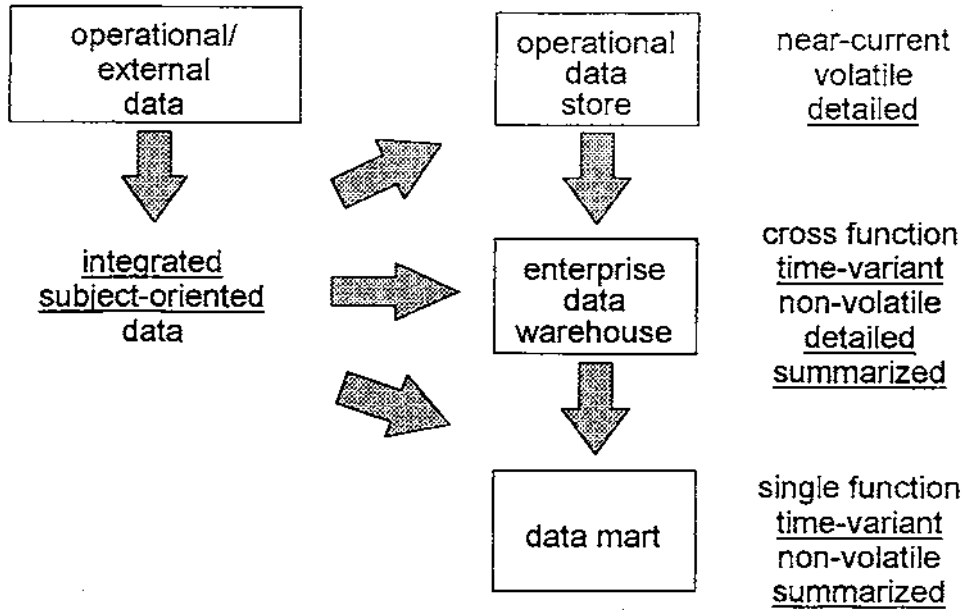 operational/
external
data
integrated
subject-oriented
data
operational
data
store
near-current
volatile
detailed
enterprise
data
warehouse
cross function
time-variant
non-volatile
detailed
summarized
data mart
single function
time-variant
non-volatile
summarized